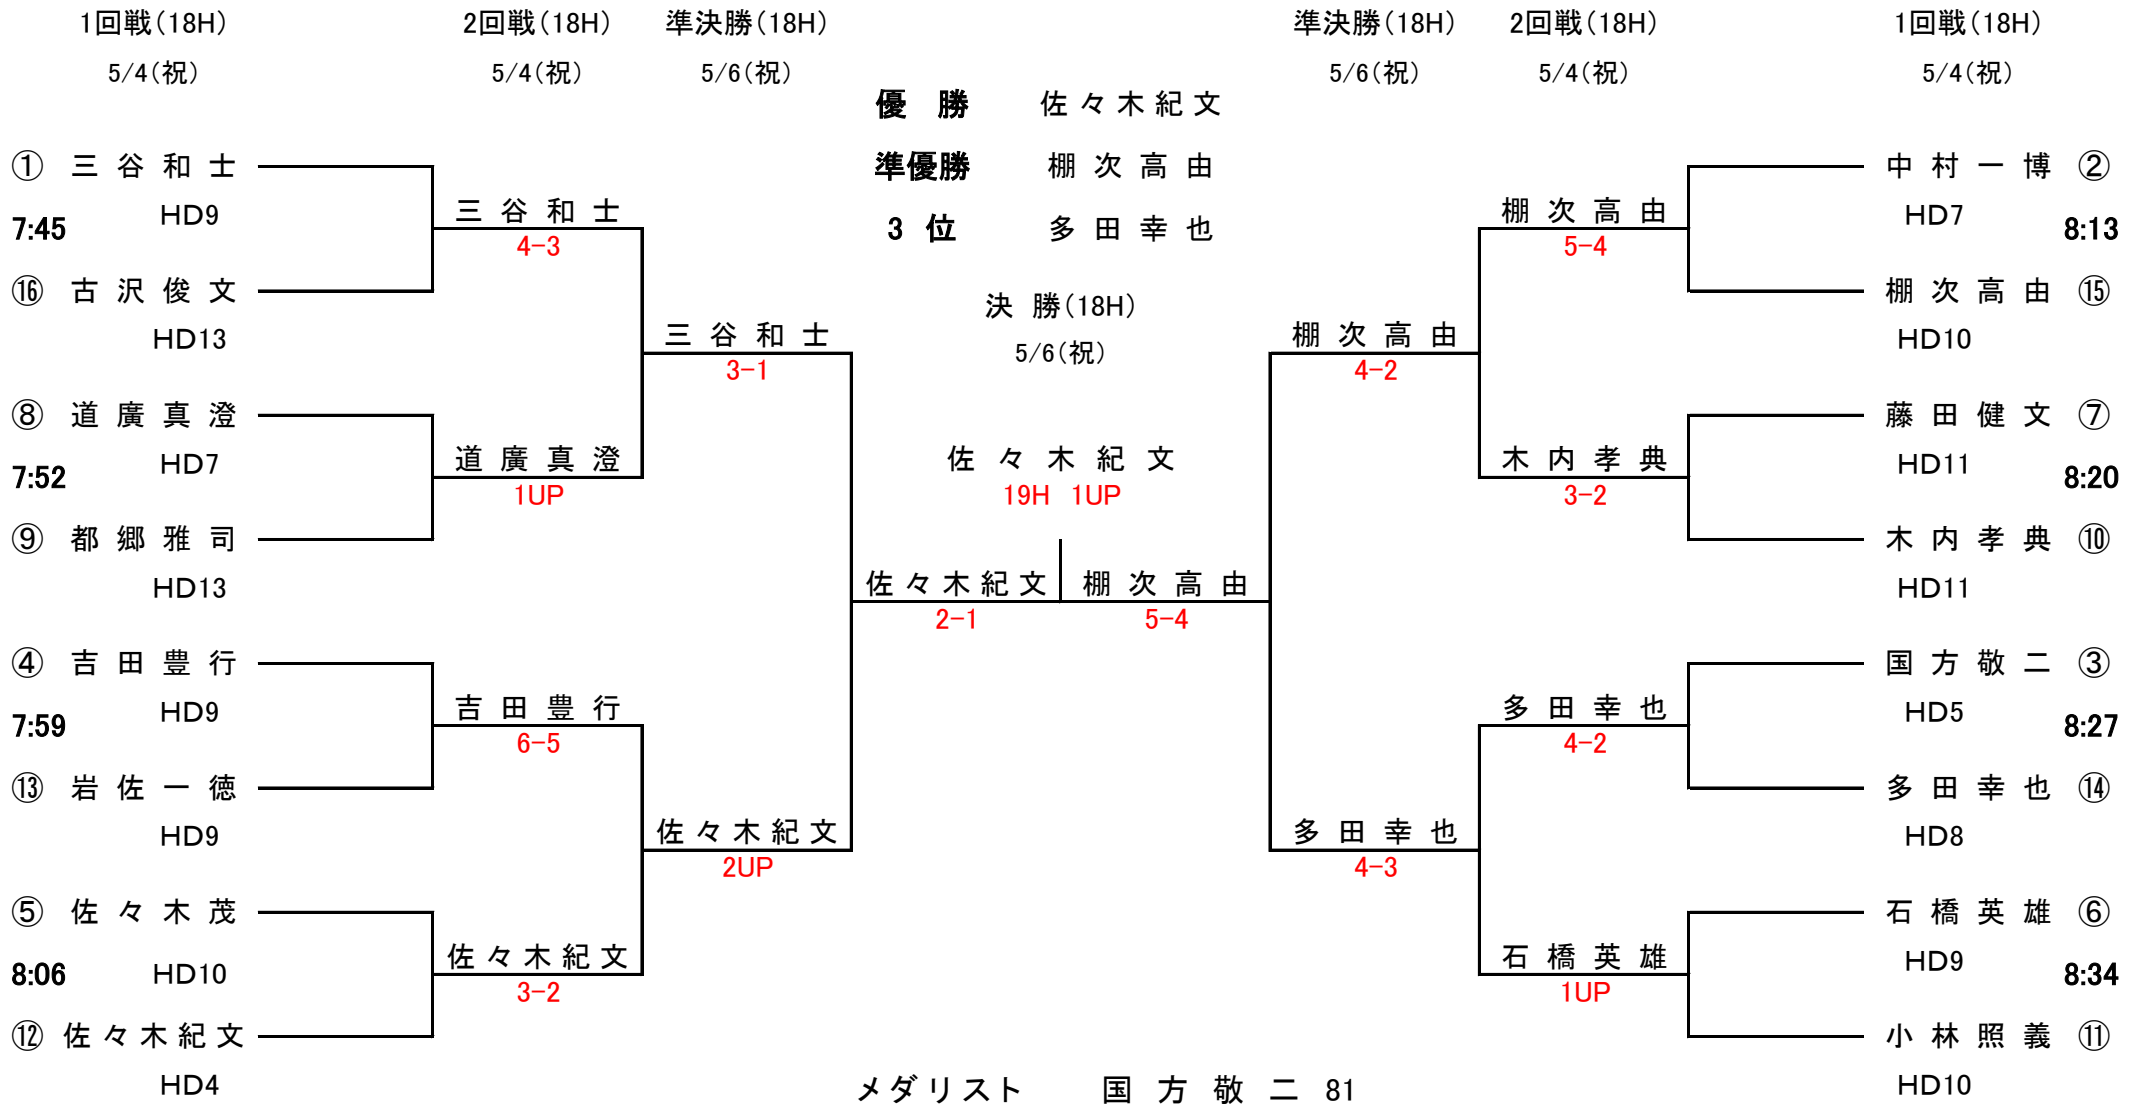 1回戦(18H) 2回戦(18H) 準決勝(18H) 準決勝(18H) 2回戦(18H) 1回戦(18H)
5/4(祝) 5/4(祝) 5/6(祝) 5/6(祝) 5/4(祝) 5/4(祝)
優 勝 佐々木紀文
① 三谷和士 準優勝 棚次高由 中村一博 ②
HD9 三谷和士 棚次高由 HD7
7:45 4-3 3 位 多田幸也 5-4 8:13
⑯ 古沢俊文 決 勝(18H) 棚次高由 ⑮
HD13 三谷和士 棚次高由 HD10
3-1 5/6(祝) 4-2
⑧ 道廣真澄 藤田健文 ⑦
HD7 道廣真澄 佐々木紀文 木内孝典 HD11
7:52 1UP 19H 1UP 3-2 8:20
⑨ 都郷雅司 木内孝典 ⑩
HD13 佐々木紀文 棚次高由 HD11
2-1 5-4
④ 吉田豊行 国方敬二 ③
HD9 吉田豊行 多田幸也 HD5
7:59 6-5 4-2 8:27
⑬ 岩佐一徳 多田幸也 ⑭
HD9 佐々木紀文 多田幸也 HD8
2UP 4-3
⑤ 佐々木茂 石橋英雄 ⑥
佐々木紀文 石橋英雄 HD9
8:06 HD10 3-2 1UP 8:34
⑫ 佐々木紀文 小林照義 ⑪
HD4 メダリスト 国方敬二 81 HD10